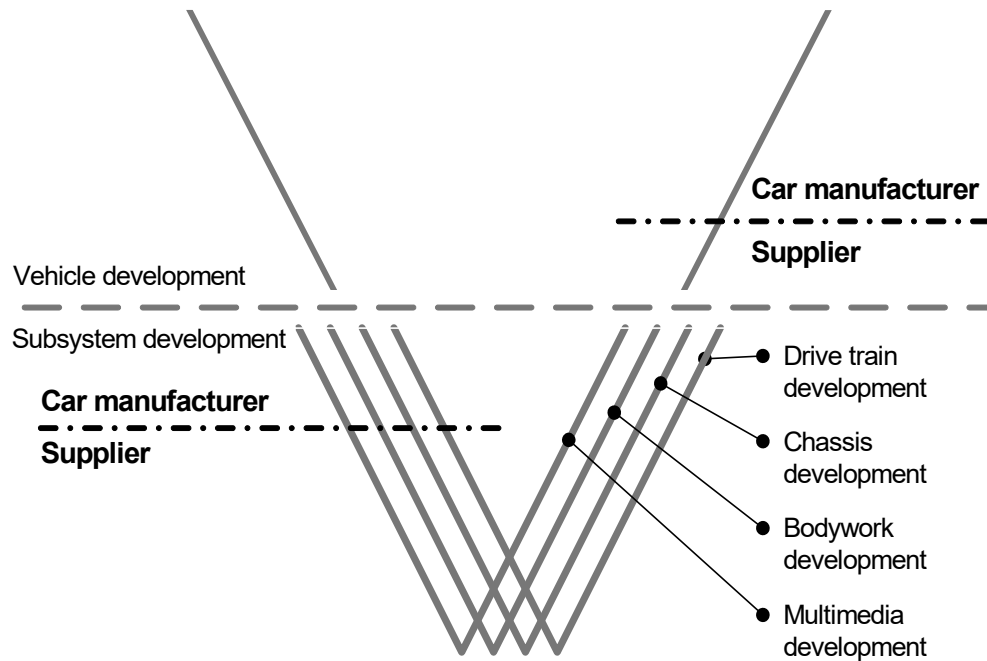 Car manufacturer
Supplier
Vehicle development
Subsystem development
Car manufacturer
Supplier
Drive train
development
Chassis
development
Bodywork
development
Multimedia
development